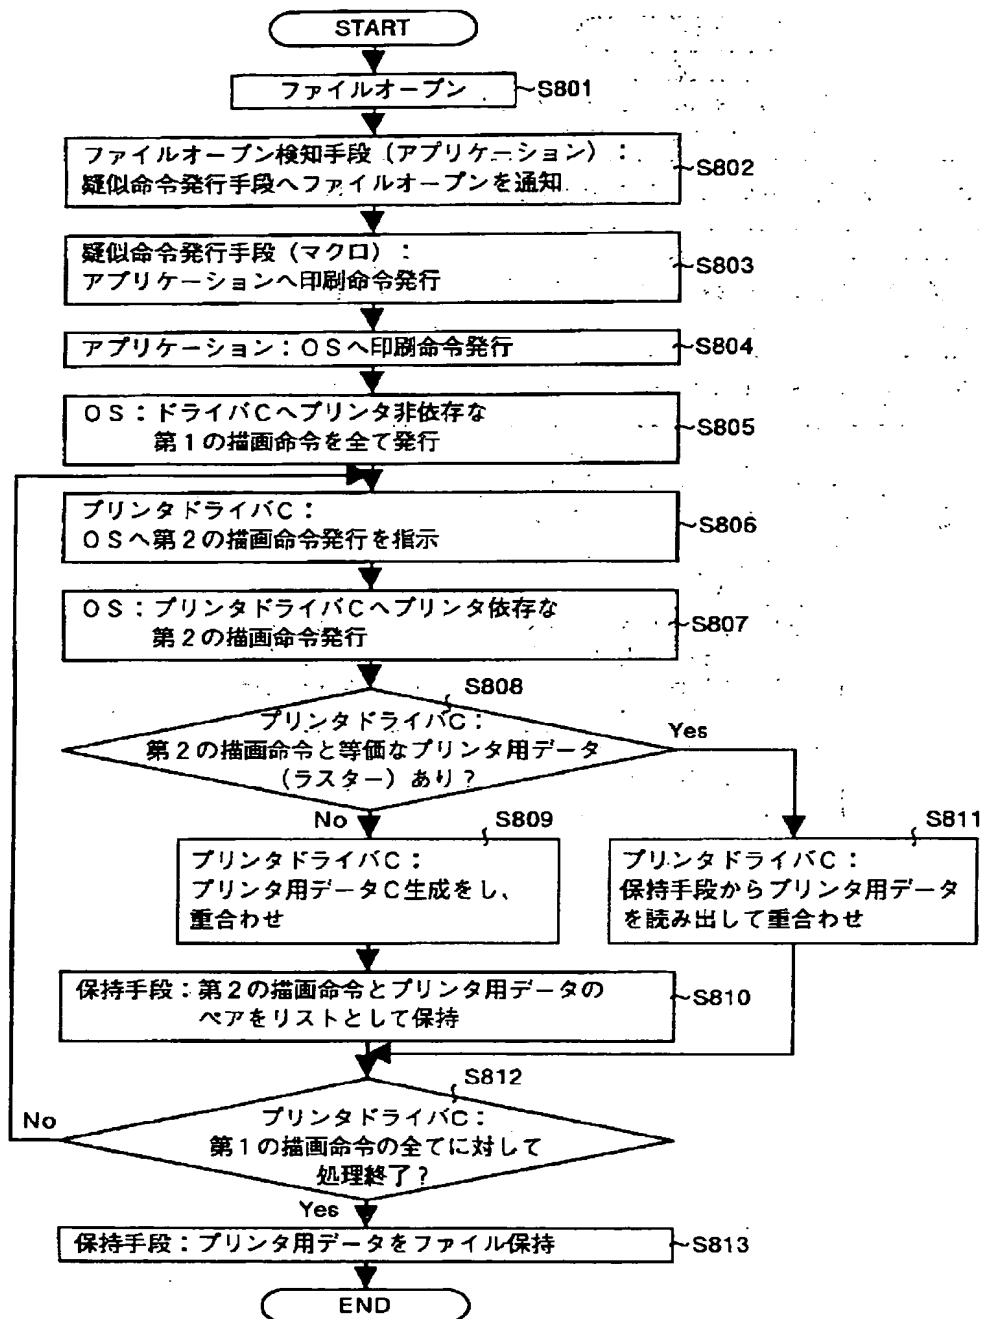 START
ファイルオープン
S801
ファイルオープン検知手段（アプリケーション）：
疑似命令発行手段へファイルオープンを通知
S802
疑似命令発行手段（マクロ）：
アプリケーションへ印刷命令発行
S803
アプリケーション：ＯＳへ印刷命令発行
S804
ＯＳ：ドライバＣへプリンタ非依存な
第１の描画命令を全て発行
S805
プリンタドライバＣ：
ＯＳへ第２の描画命令発行を指示
S806
ＯＳ：プリンタドライバＣへプリンタ依存な
第２の描画命令発行
S807
S808
プリンタドライバＣ：
第２の描画命令と等価なプリンタ用データ
（ラスター）あり？
Yes
No
S809
プリンタドライバＣ：
プリンタ用データＣ生成をし、
重合わせ
S811
プリンタドライバＣ：
保持手段からプリンタ用データ
を読み出して重合わせ
保持手段：第２の描画命令とプリンタ用データの
ペアをリストとして保持
S810
S812
プリンタドライバＣ：
第１の描画命令の全てに対して
処理終了？
No
Yes
保持手段：プリンタ用データをファイル保持
S813
END